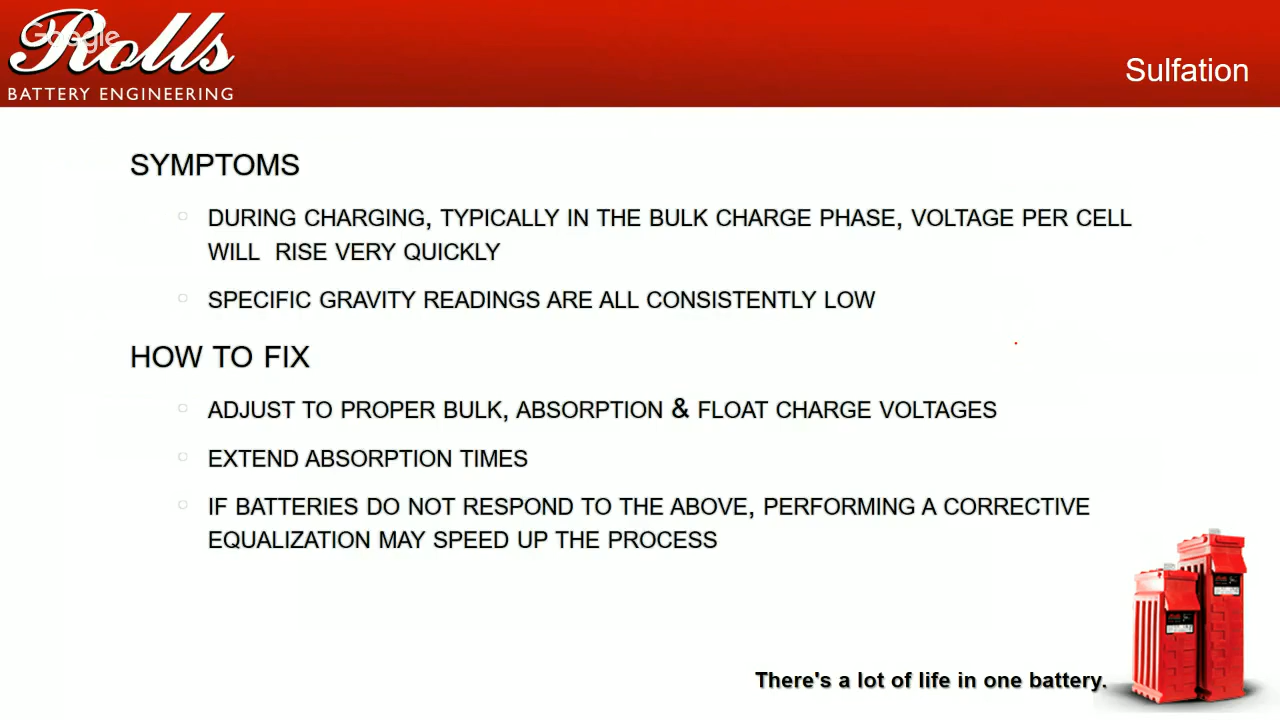 Rolls
Google
BATTERY ENGINEERING
Sulfation
SYMPTOMS
DURING CHARGING, TYPICALLY IN THE BULK CHARGE PHASE, VOLTAGE PER CELL
WILL  RISE VERY QUICKLY
SPECIFIC GRAVITY READINGS ARE ALL CONSISTENTLY LOW
HOW TO FIX
ADJUST TO PROPER BULK, ABSORPTION & FLOAT CHARGE VOLTAGES
EXTEND ABSORPTION TIMES
IF BATTERIES DO NOT RESPOND TO THE ABOVE, PERFORMING A CORRECTIVE
EQUALIZATION MAY SPEED UP THE PROCESS
There's a lot of life in one battery.